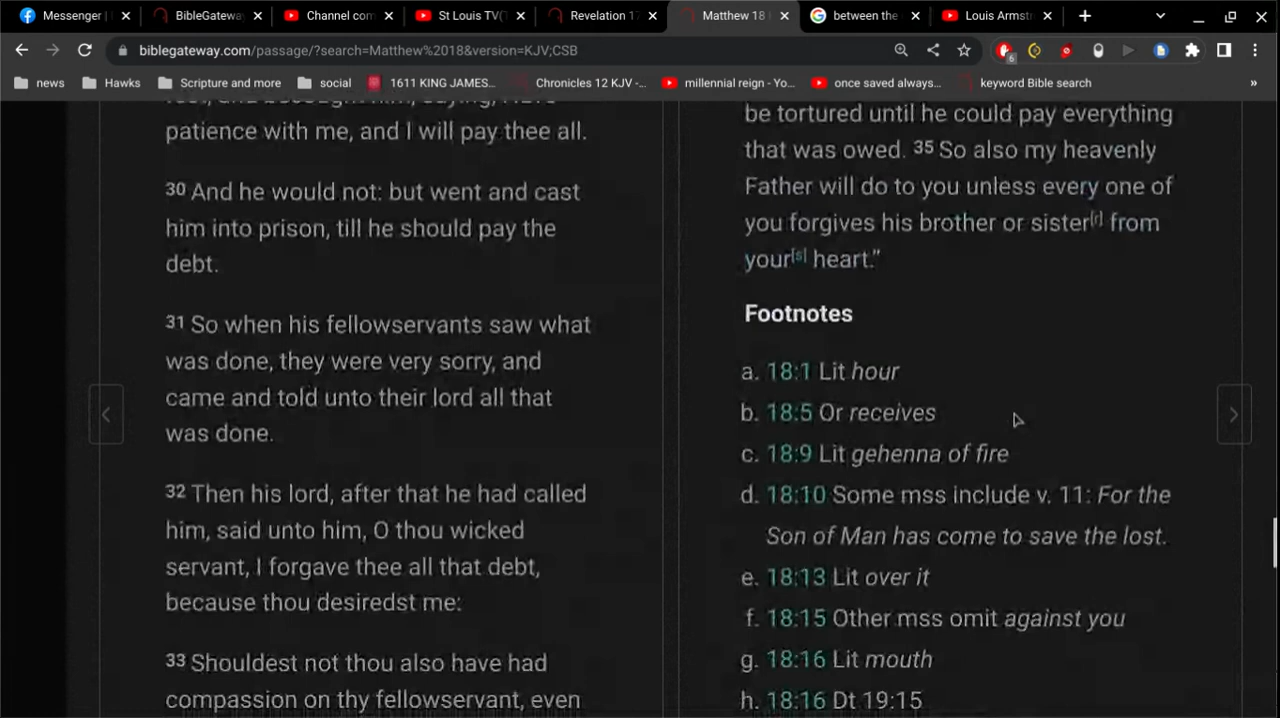 Messenger |
BibleGateway
Channel com
St Louis TV(
Revelation 1
Matthew 18
between the
Louis Armst
biblegateway.com/passage/?search=Matthew%2018&version=KJV;CSB
6
news
Hawks
Scripture and more
social
1611 KING JAMES...
Chronicles 12 KJV -...
millennial reign - Yo...
once saved always...
keyword Bible search
»
patience with me, and I will pay thee all.
30 And he would not: but went and cast
him into prison, till he should pay the
debt.
31 So when his fellowservants saw what
was done, they were very sorry, and
came and told unto their lord all that
was done.
32 Then his lord, after that he had called
him, said unto him, O thou wicked
servant, I forgave thee all that debt,
because thou desiredst me:
33 Shouldest not thou also have had
compassion on thy fellowservant, even
be tortured until he could pay everything
that was owed. 35 So also my heavenly
Father will do to you unless every one of
you forgives his brother or sister[r] from
your[s] heart.”
Footnotes
a. 18:1 Lit hour
b. 18:5 Or receives
c. 18:9 Lit gehenna of fire
d. 18:10 Some mss include v. 11: For the
Son of Man has come to save the lost.
e. 18:13 Lit over it
f. 18:15 Other mss omit against you
g. 18:16 Lit mouth
h. 18:16 Dt 19:15